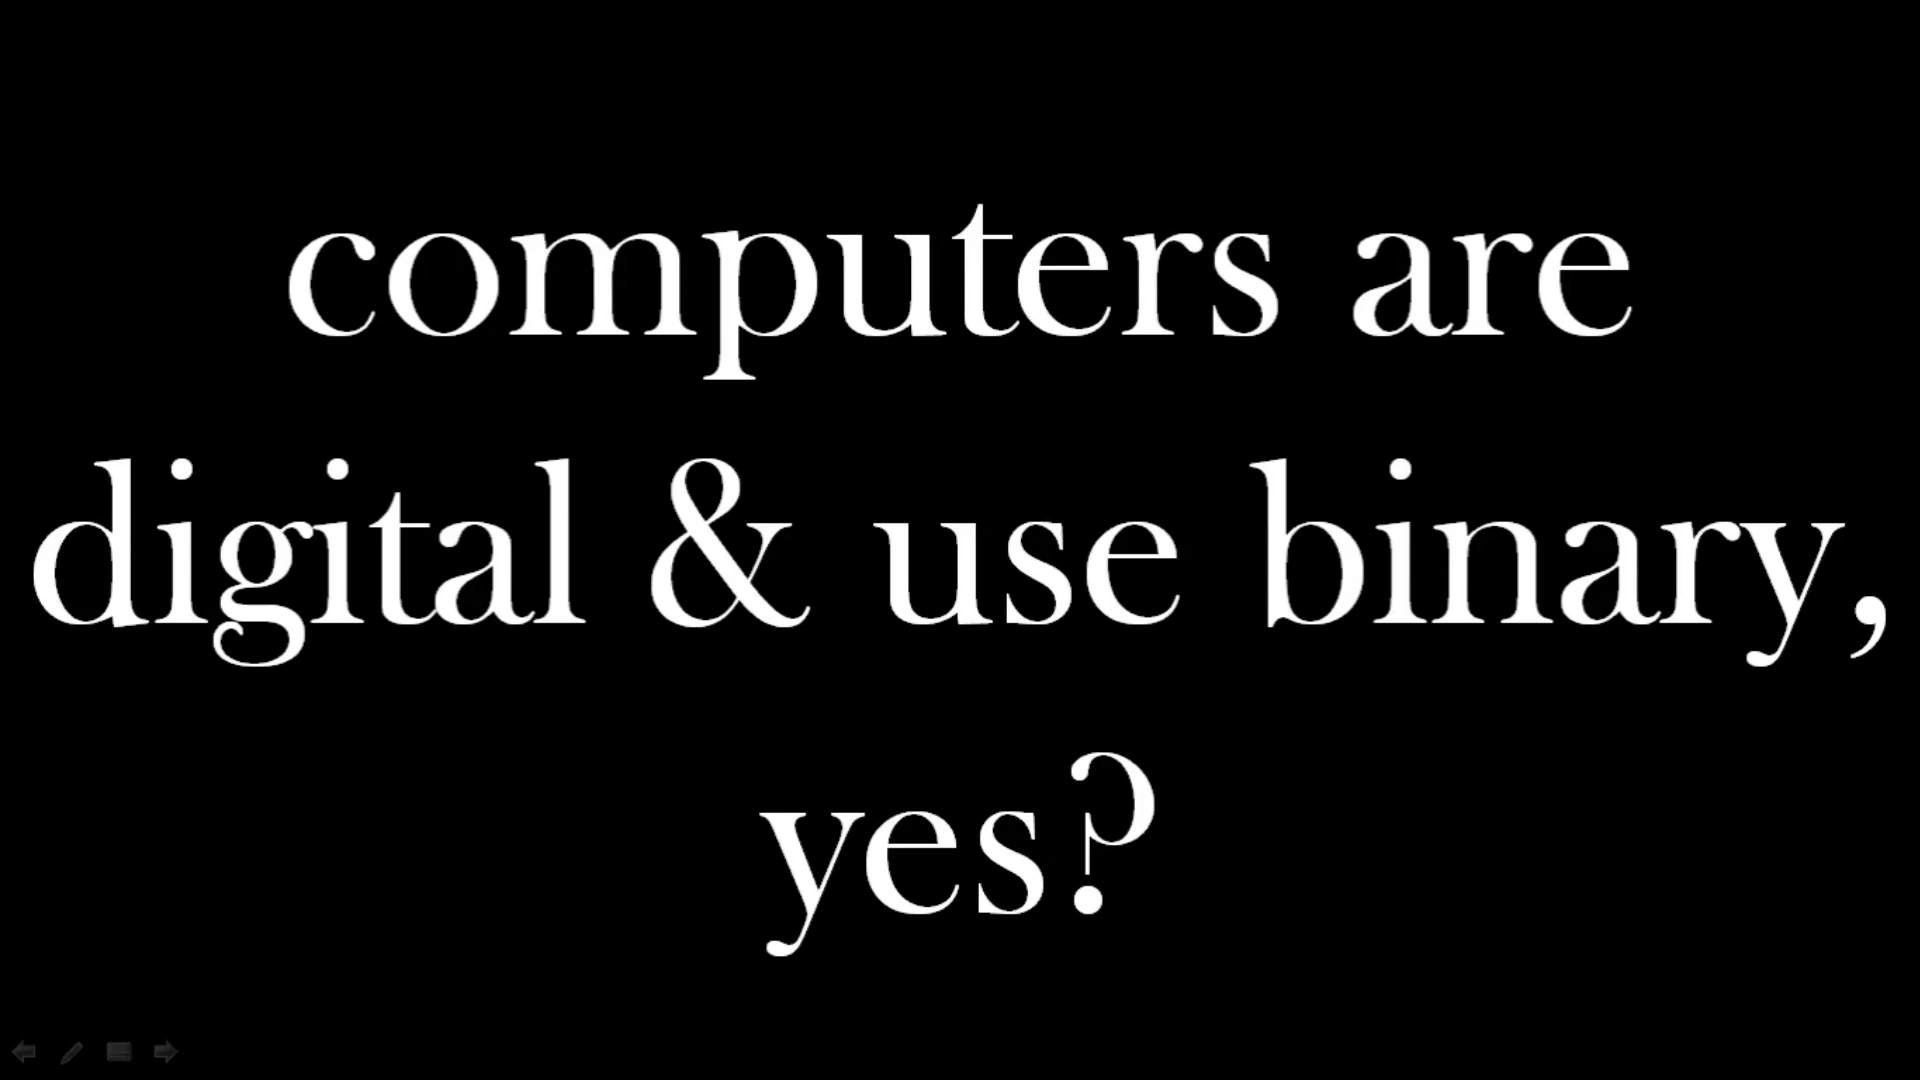 computers are
digital & use binary,
yes?